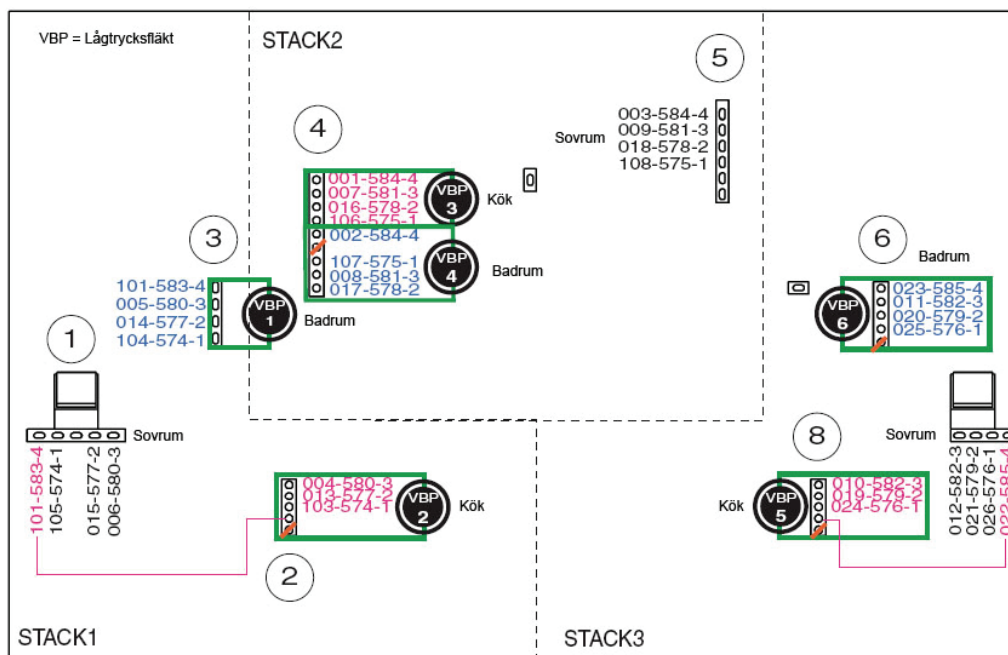 VBP = Lågtrycksfläkt
STACK2
5
003-584-4
009-581-3
018-578-2
108-575-1
Sovrum
4
001-584-4
007-581-3
016-578-2
106-575-1
VBP
3
Kök
002-584-4
107-575-1
008-581-3
017-578-2
VBP
4
Badrum
3
101-583-4
005-580-3
014-577-2
104-574-1
VBP
1
Badrum
6
Badrum
VBP
6
023-585-4
011-582-3
020-579-2
025-576-1
1
Sovrum
101-583-4
105-574-1
015-577-2
006-580-3
004-580-3
013-577-2
103-574-1
VBP
2
Kök
2
8
Sovrum
Kök
VBP
5
010-582-3
019-579-2
024-576-1
012-582-3
021-579-2
026-576-1
022-585-4
STACK1
STACK3